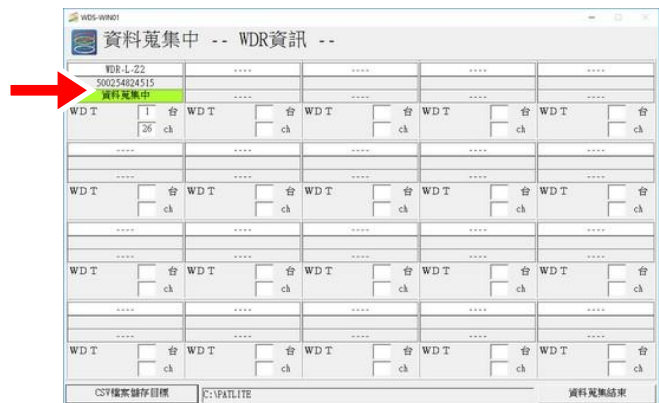 WDS-WIN01
資料蒐集中 -- WDR資訊 --
WDR-L-Z2 ---- ---- ---- ----
500254824515
資料蒐集中 ---- ---- ---- ----
WDT 1 台 WDT 台 WDT 台 WDT 台 WDT 台
26 ch ch ch ch ch
---- ---- ---- ---- ----
---- ---- ---- ---- ----
WDT 台 WDT 台 WDT 台 WDT 台 WDT 台
ch ch ch ch ch
---- ---- ---- ---- ----
---- ---- ---- ---- ----
WDT 台 WDT 台 WDT 台 WDT 台 WDT 台
ch ch ch ch ch
---- ---- ---- ---- ----
---- ---- ---- ---- ----
WDT 台 WDT 台 WDT 台 WDT 台 WDT 台
ch ch ch ch ch
CSV檔案儲存目標 C:\PATLITE 資料蒐集結束